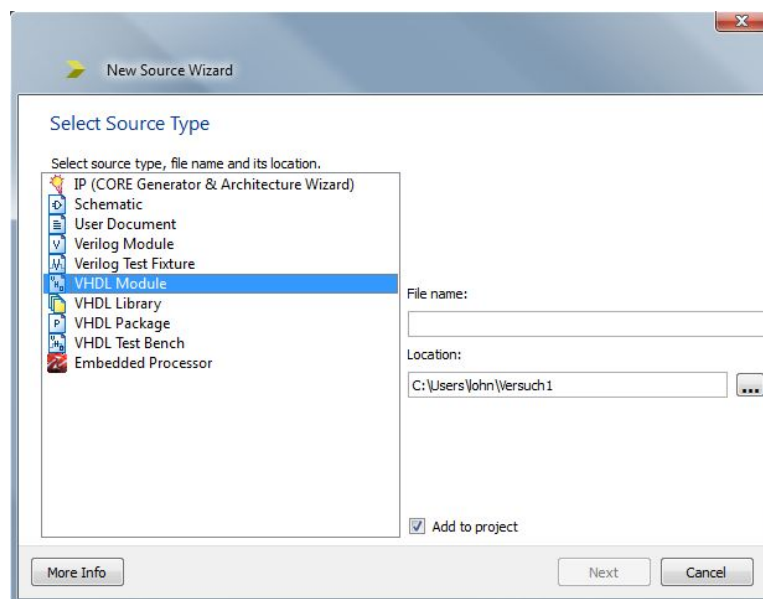 New Source Wizard
Select Source Type
Select source type, file name and its location.
IP (CORE Generator & Architecture Wizard)
Schematic
User Document
Verilog Module
Verilog Test Fixture
VHDL Module
VHDL Library
VHDL Package
VHDL Test Bench
Embedded Processor
File name:
Location:
C:\Users\lohn\Versuch1
...
Add to project
More Info
Next
Cancel